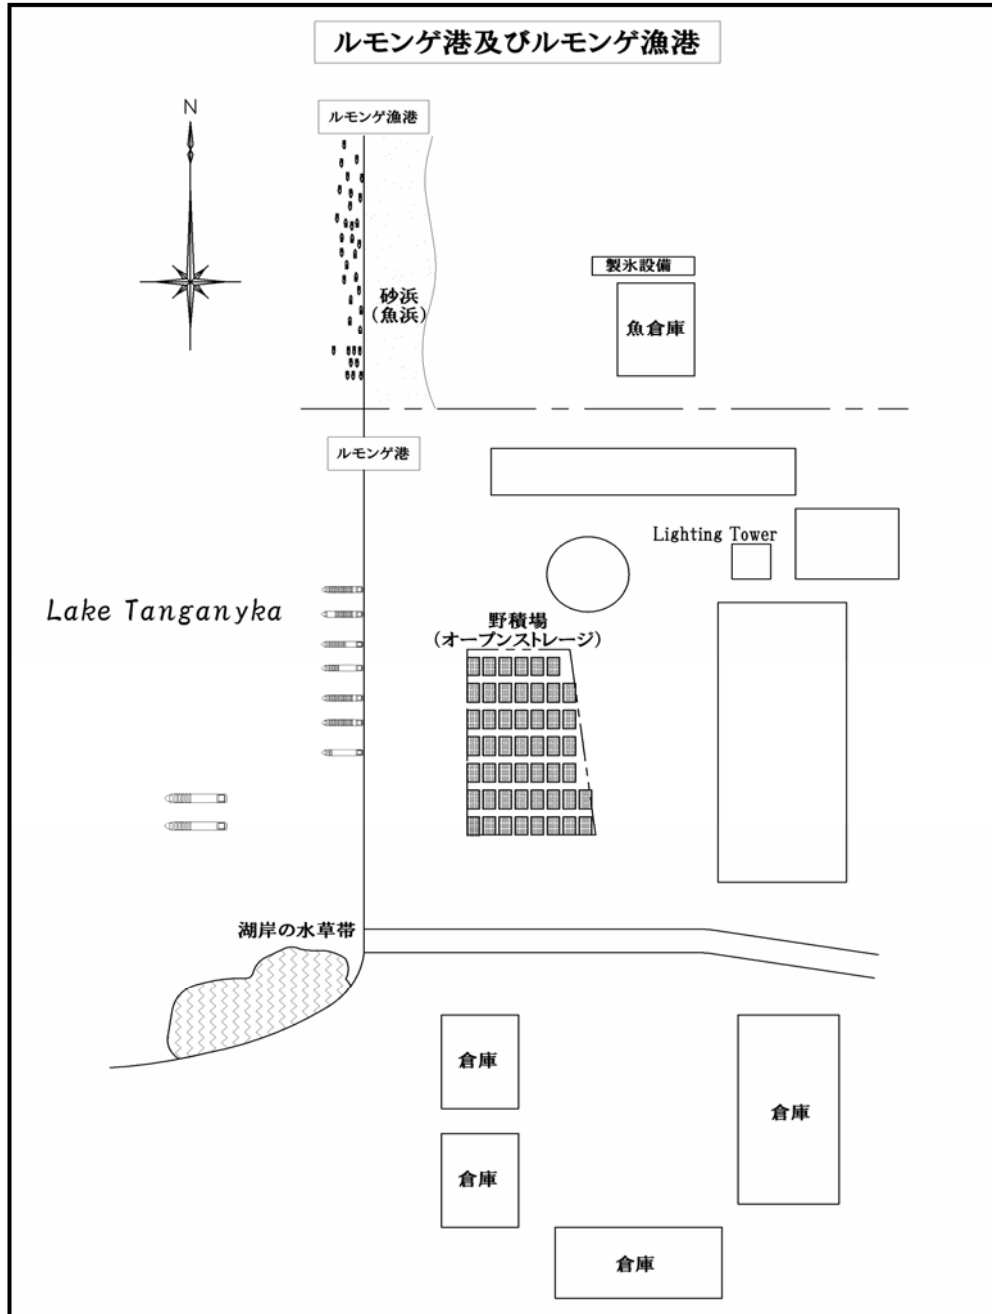 ルモンゲ港及びルモンゲ漁港
N
ルモンゲ漁港
製氷設備
砂浜
(魚浜)
魚倉庫
ルモンゲ港
Lighting Tower
Lake Tanganyka
野積場
(オープンストレージ)
湖岸の水草帯
倉庫
倉庫
倉庫
倉庫